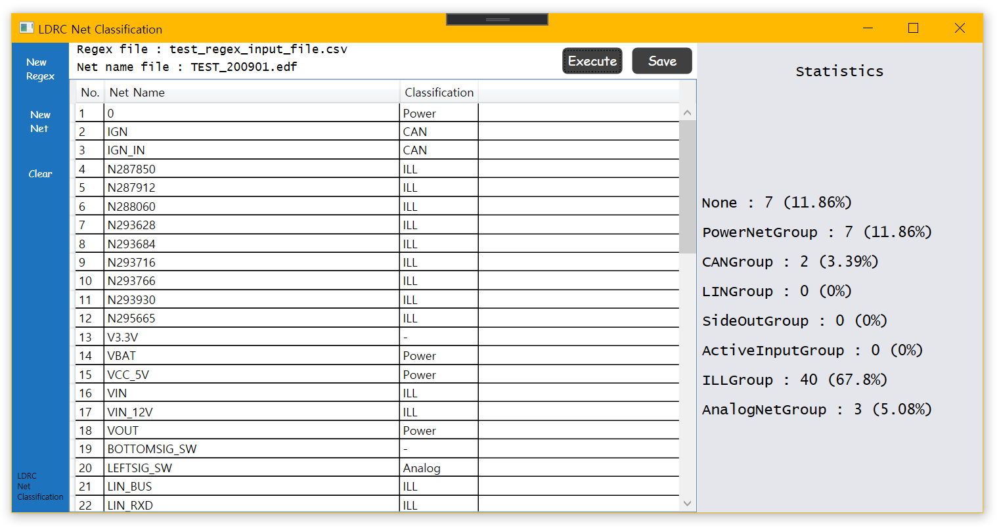 LDRC Net Classification
New
Regex
New
Net
Clear
LDRC
Net
Classification
Regex file : test_regex_input_file.csv
Net name file : TEST_200901.edf
Execute
Save
No. Net Name Classification
1 0 Power
2 IGN CAN
3 IGN_IN CAN
4 N287850 ILL
5 N287912 ILL
6 N288060 ILL
7 N293628 ILL
8 N293684 ILL
9 N293716 ILL
10 N293766 ILL
11 N293930 ILL
12 N295665 ILL
13 V3.3V -
14 VBAT Power
15 VCC_5V Power
16 VIN ILL
17 VIN_12V ILL
18 VOUT Power
19 BOTTOMSIG_SW -
20 LEFTSIG_SW Analog
21 LIN_BUS ILL
22 LIN_RXD ILL
Statistics
None : 7 (11.86%)
PowerNetGroup : 7 (11.86%)
CANGroup : 2 (3.39%)
LINGroup : 0 (0%)
SideOutGroup : 0 (0%)
ActiveInputGroup : 0 (0%)
ILLGroup : 40 (67.8%)
AnalogNetGroup : 3 (5.08%)